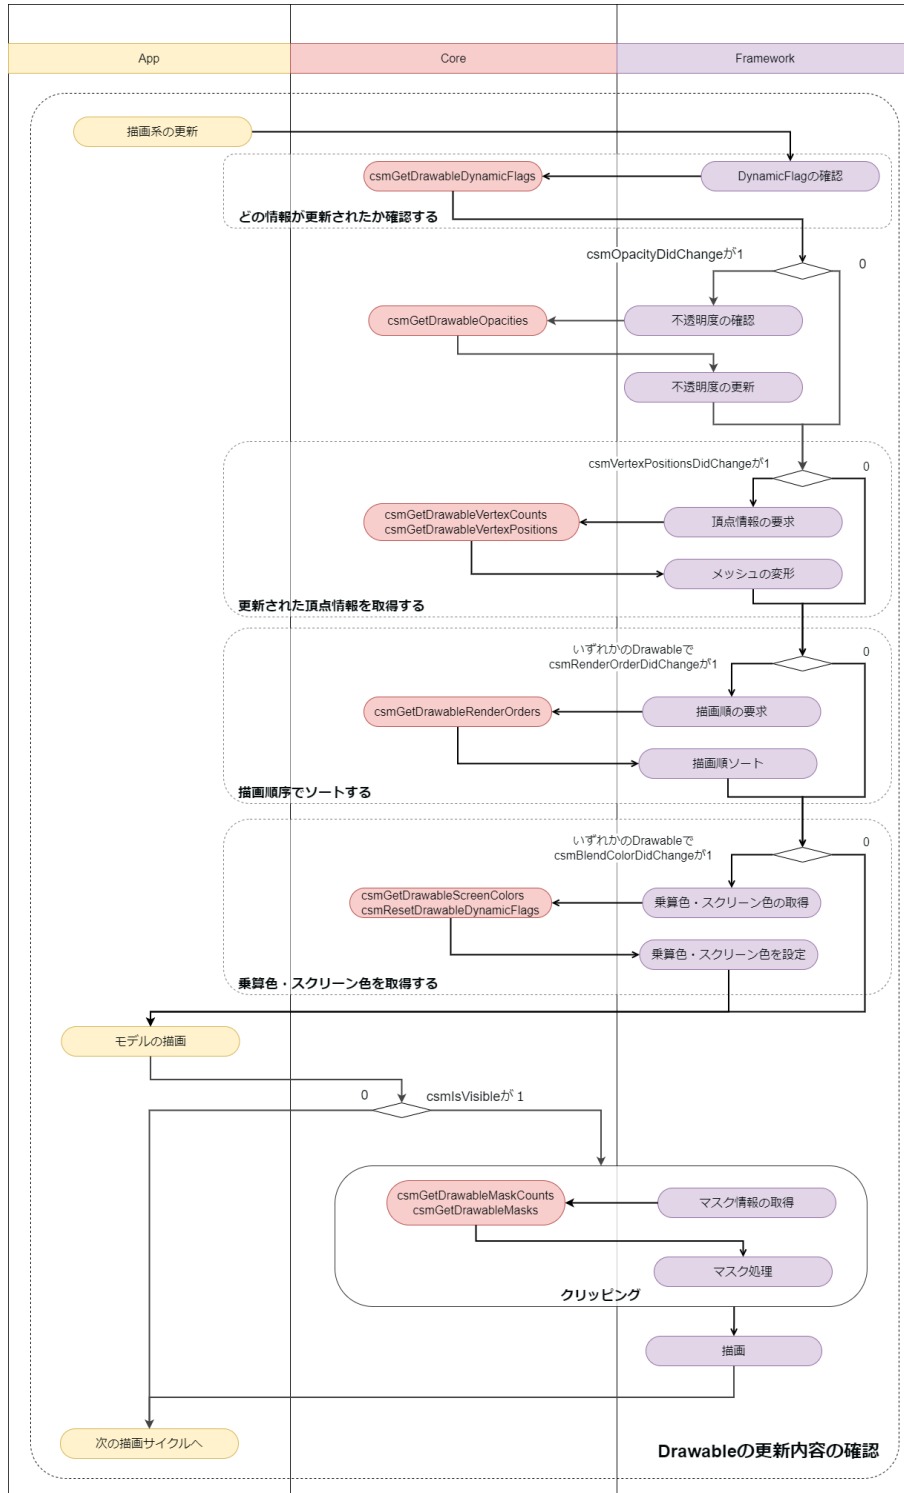 App
Core
Framework
描画系の更新
csmGetDrawableDynamicFlags
DynamicFlagの確認
どの情報が更新されたか確認する
csmOpacityDidChangeが1
0
csmGetDrawableOpacities
不透明度の確認
不透明度の更新
csmVertexPositionsDidChangeが1
0
csmGetDrawableVertexCounts
csmGetDrawableVertexPositions
頂点情報の要求
メッシュの変形
更新された頂点情報を取得する
いずれかのDrawableで
csmRenderOrderDidChangeが1
0
csmGetDrawableRenderOrders
描画順の要求
描画順ソート
描画順序でソートする
いずれかのDrawableで
csmBlendColorDidChangeが1
0
csmGetDrawableScreenColors
csmResetDrawableDynamicFlags
乗算色・スクリーン色の取得
乗算色・スクリーン色を設定
乗算色・スクリーン色を取得する
モデルの描画
0
csmIsVisibleが 1
csmGetDrawableMaskCounts
csmGetDrawableMasks
マスク情報の取得
マスク処理
クリッピング
描画
次の描画サイクルへ
Drawableの更新内容の確認